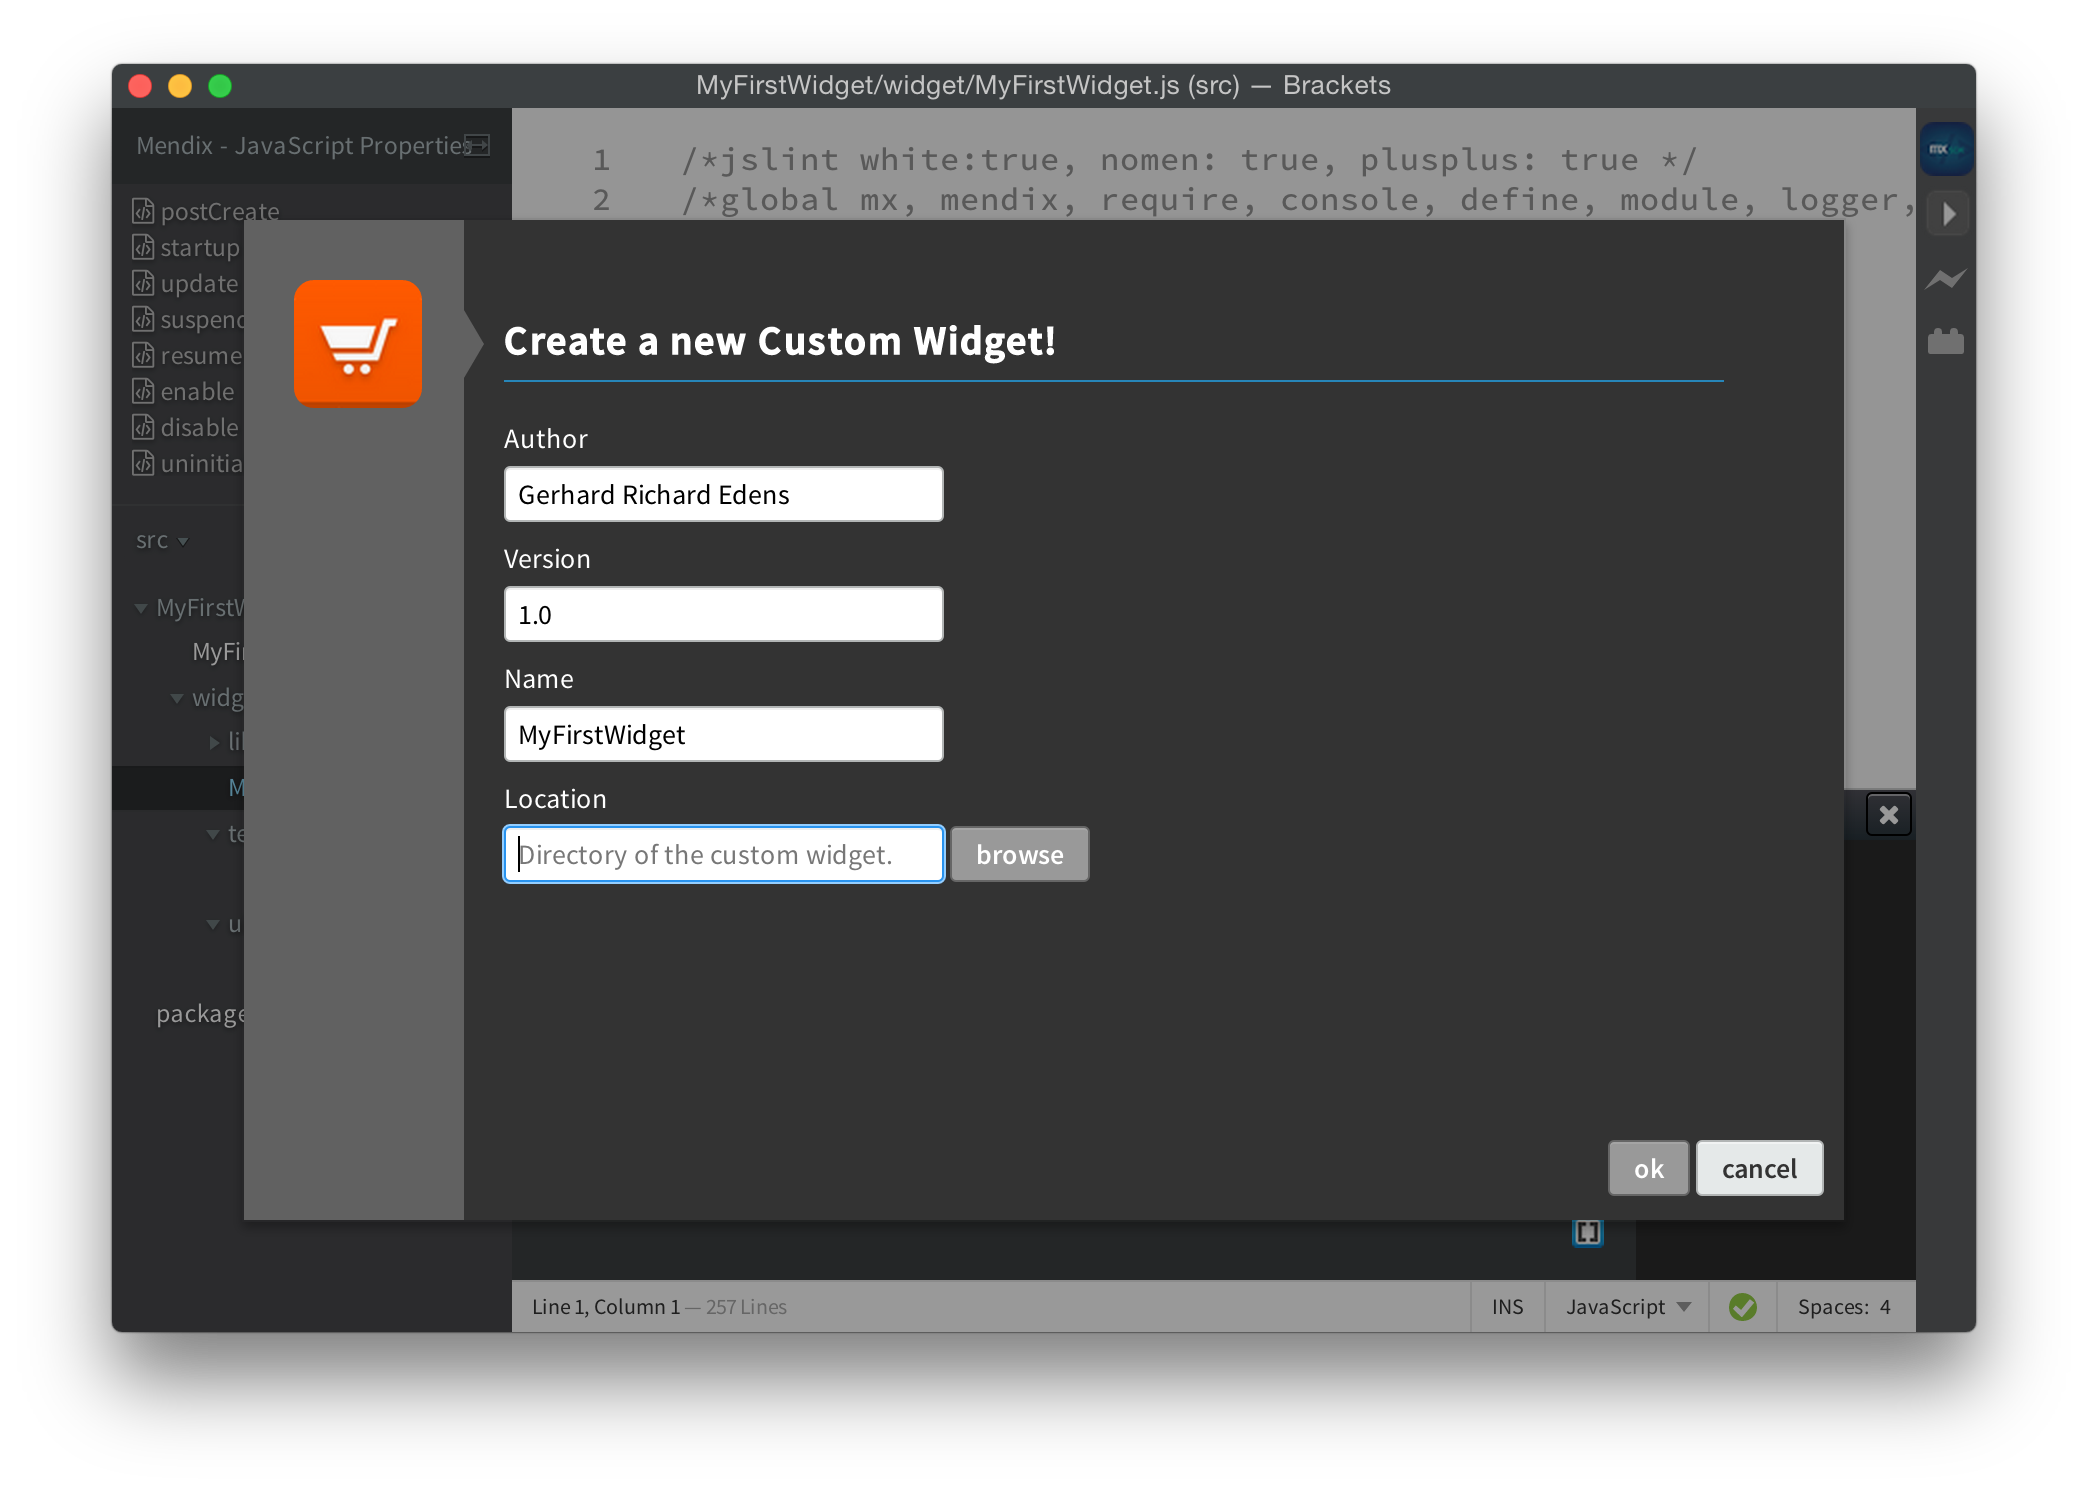 MyFirstWidget/widget/MyFirstWidget.js (src) — Brackets
Mendix - JavaScript Properties
postCreate
startup
update
suspend
resume
enable
disable
uninitia
src
MyFirstW
MyFi
widg
li
M
te
u
package
1 /*jslint white:true, nomen: true, plusplus: true */
2 /*global mx, mendix, require, console, define, module, logger,
mx
Create a new Custom Widget!
Author
Gerhard Richard Edens
Version
1.0
Name
MyFirstWidget
Location
Directory of the custom widget.
browse
ok
cancel
Line 1, Column 1 — 257 Lines
INS
JavaScript
Spaces: 4